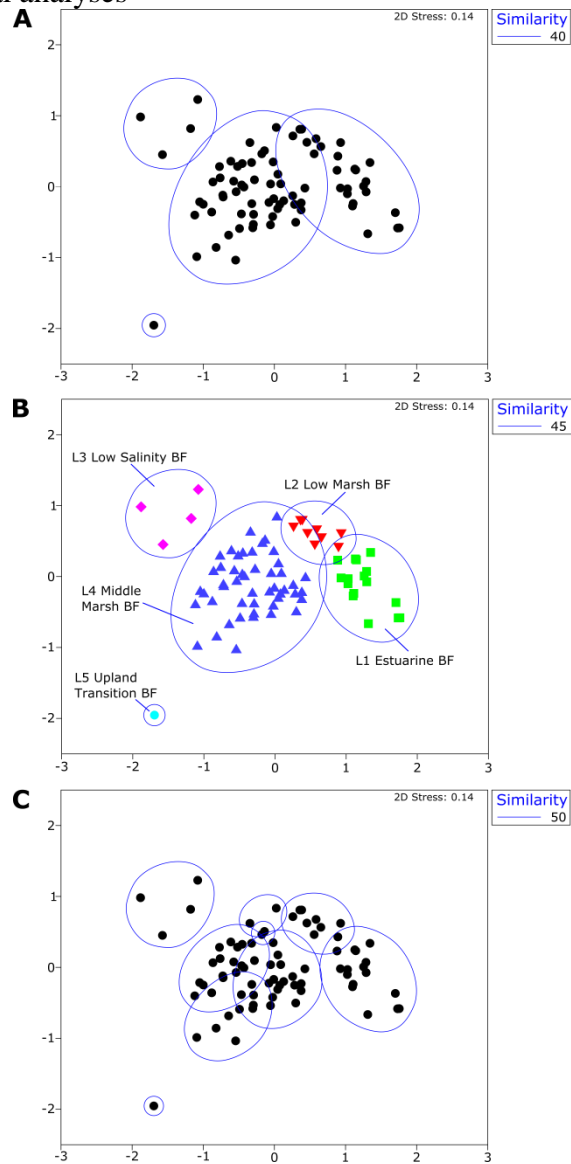 al analyses
A
2D Stress: 0.14
Similarity
40
2
1
0
-1
-2
-3
-2
-1
0
1
2
3
B
2D Stress: 0.14
Similarity
45
2
1
0
-1
-2
L3 Low Salinity BF
L2 Low Marsh BF
L4 Middle
Marsh BF
L1 Estuarine BF
L5 Upland
Transition BF
-3
-2
-1
0
1
2
3
C
2D Stress: 0.14
Similarity
50
2
1
0
-1
-2
-3
-2
-1
0
1
2
3